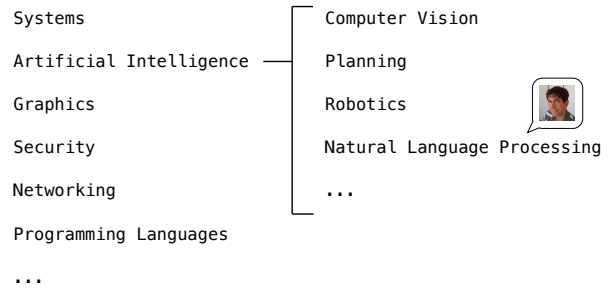 Systems
Artificial Intelligence
Graphics
Security
Networking
Programming Languages
...
Computer Vision
Planning
Robotics
Natural Language Processing
...